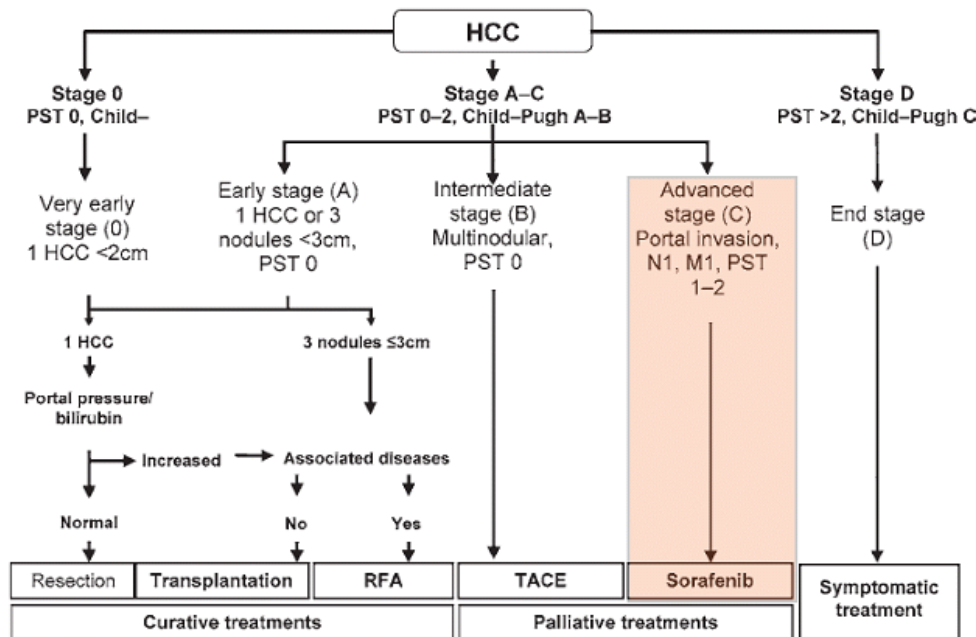 HCC
Stage 0
PST 0, Child–
Stage A–C
PST 0–2, Child–Pugh A–B
Stage D
PST >2, Child–Pugh C
Very early
stage (0)
1 HCC <2cm
Early stage (A)
1 HCC or 3
nodules <3cm,
PST 0
Intermediate
stage (B)
Multinodular,
PST 0
Advanced
stage (C)
Portal invasion,
N1, M1, PST
1–2
End stage
(D)
1 HCC
3 nodules ≤3cm
Portal pressure/
bilirubin
Increased
Associated diseases
Normal
No
Yes
Resection
Transplantation
RFA
TACE
Sorafenib
Symptomatic
treatment
Curative treatments
Palliative treatments